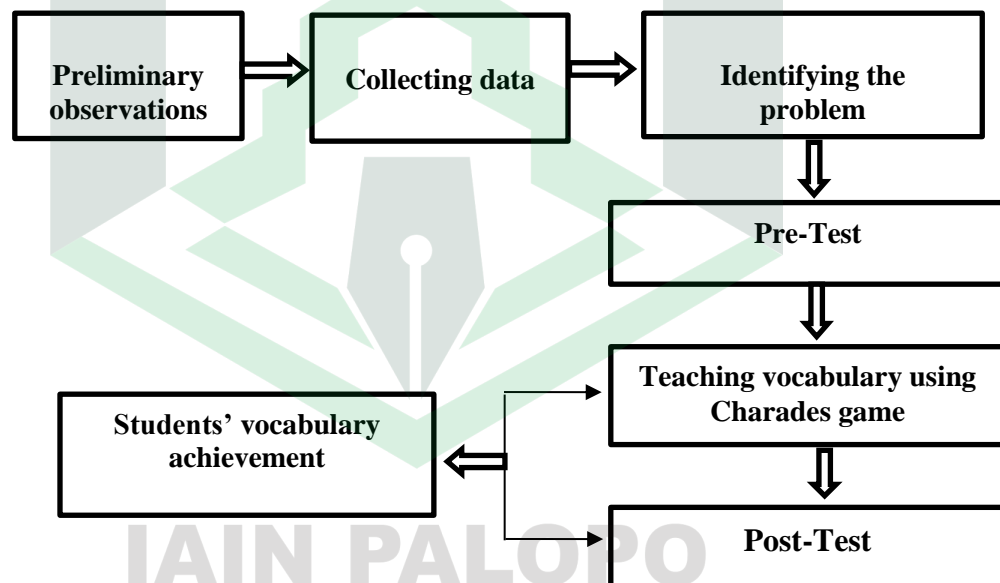 Preliminary
observations
Collecting data
Identifying the
problem
Pre-Test
Teaching vocabulary using
Charades game
Students’ vocabulary
achievement
Post-Test
IAIN PALOPO